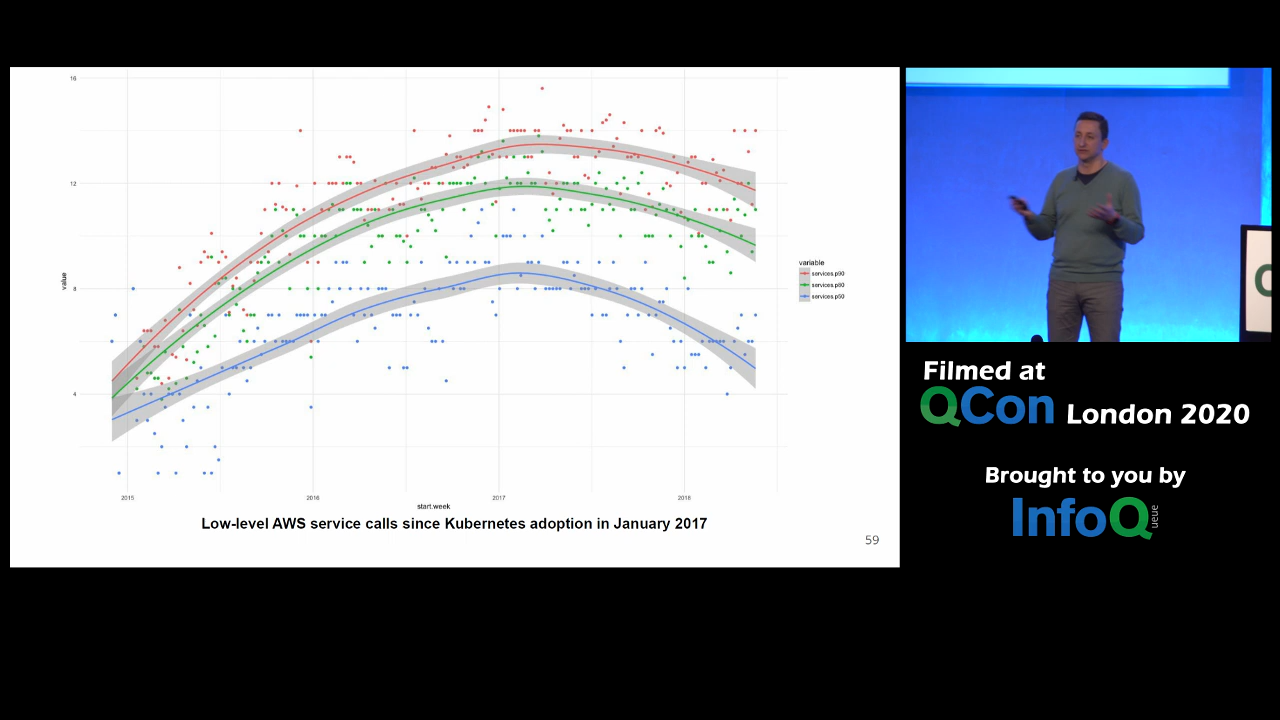 16
12
8
4
value
2015
2016
2017
2018
start.week
variable
services.p90
services.p80
services.p50
Low-level AWS service calls since Kubernetes adoption in January 2017
59
Filmed at
QCon London 2020
Brought to you by
InfoQ
ueue